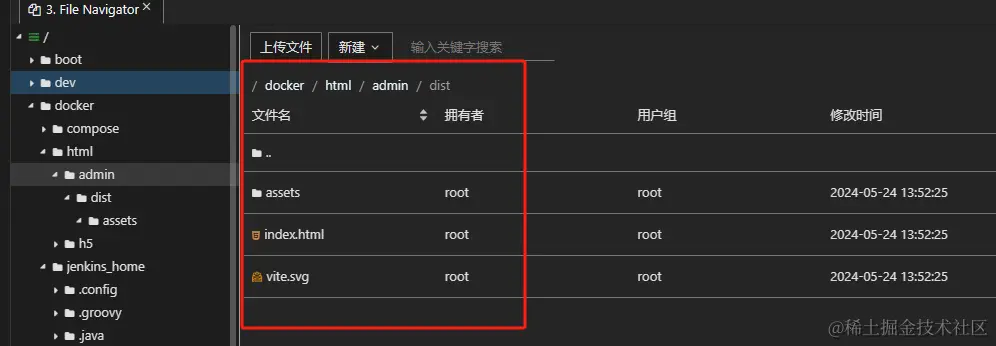 3. File Navigator ×
/
boot
dev
docker
compose
html
admin
dist
assets
h5
jenkins_home
.config
.groovy
.java
上传文件 新建 输入关键字搜索
/ docker / html / admin / dist
文件名 拥有者 用户组 修改时间
..
assets root root 2024-05-24 13:52:25
index.html root root 2024-05-24 13:52:25
vite.svg root root 2024-05-24 13:52:25
@稀土掘金技术社区